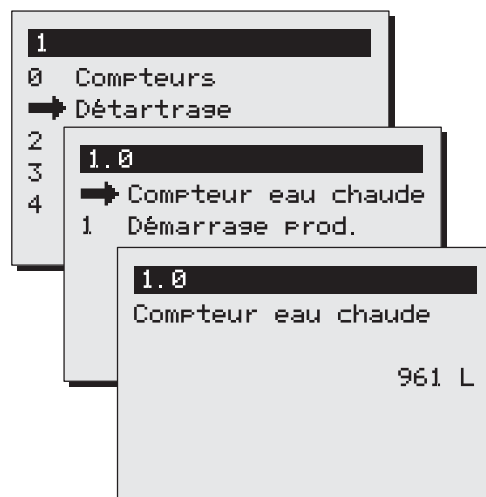 1
0 Compteurs
Détartrage
2
3
4
1.0
Compteur eau chaude
1 Démarrage prod.
1.0
Compteur eau chaude
961 L